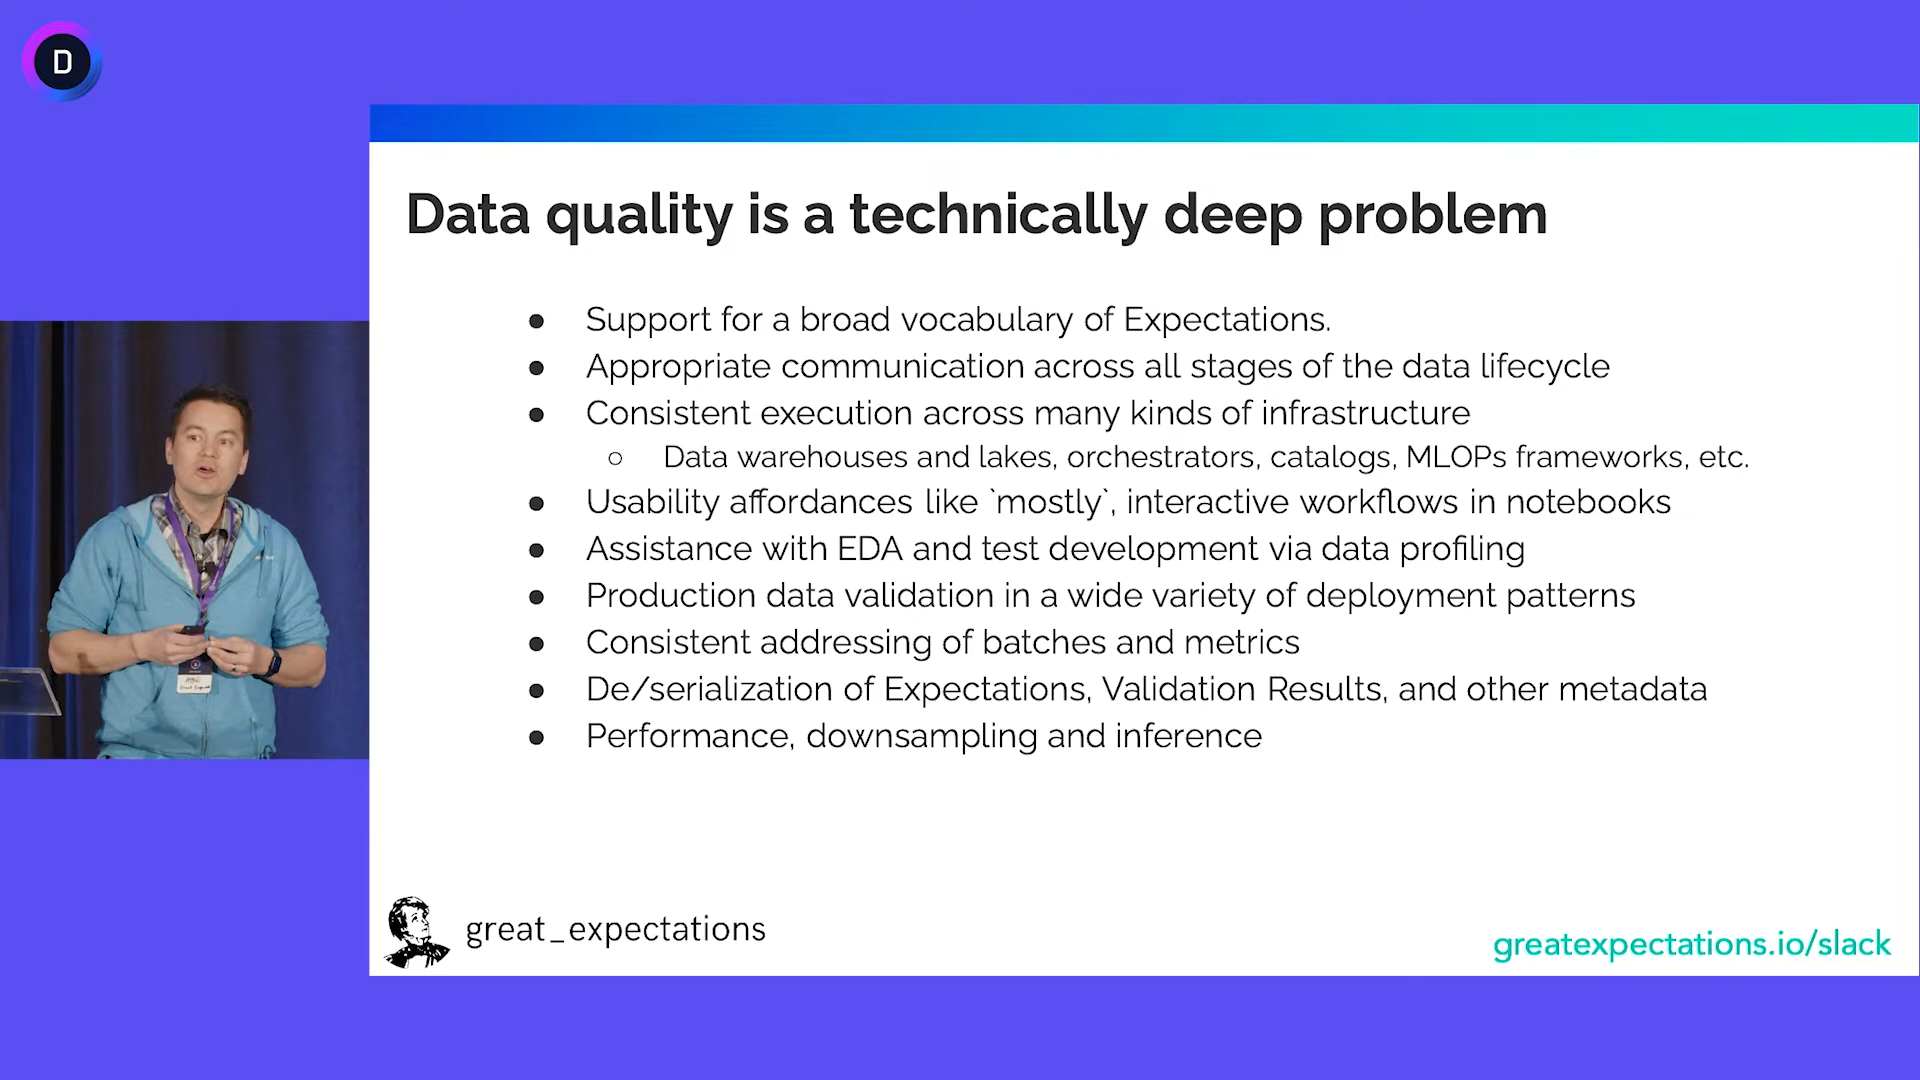 D
Data quality is a technically deep problem
● Support for a broad vocabulary of Expectations.
● Appropriate communication across all stages of the data lifecycle
● Consistent execution across many kinds of infrastructure
○ Data warehouses and lakes, orchestrators, catalogs, MLOPs frameworks, etc.
● Usability affordances like `mostly`, interactive workflows in notebooks
● Assistance with EDA and test development via data profiling
● Production data validation in a wide variety of deployment patterns
● Consistent addressing of batches and metrics
● De/serialization of Expectations, Validation Results, and other metadata
● Performance, downsampling and inference
great_expectations
greatexpectations.io/slack